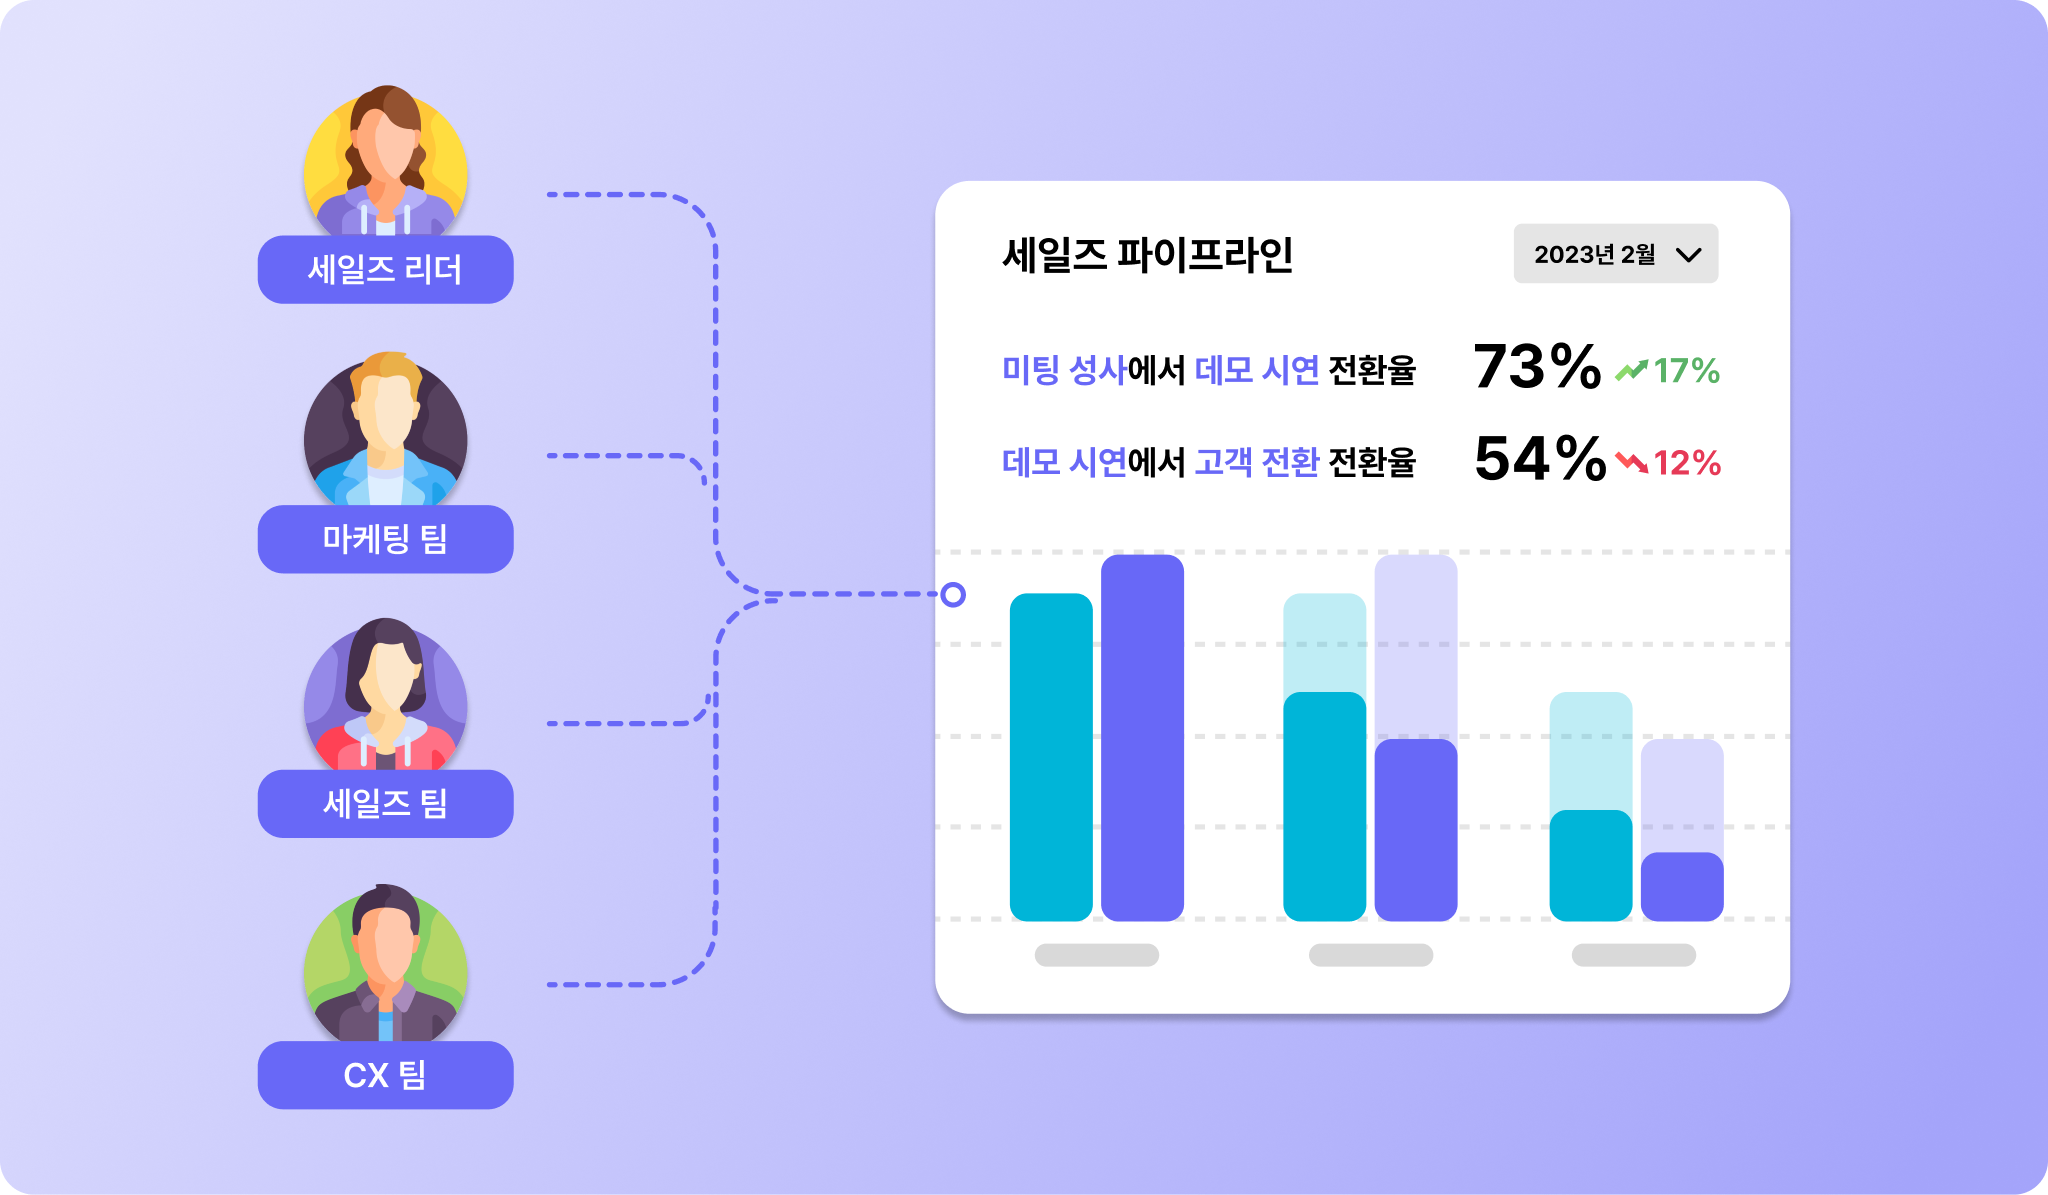 세일즈 리더
마케팅 팀
세일즈 팀
CX 팀
세일즈 파이프라인
2023년 2월
미팅 성사에서 데모 시연 전환율 73% 17%
데모 시연에서 고객 전환 전환율 54% 12%